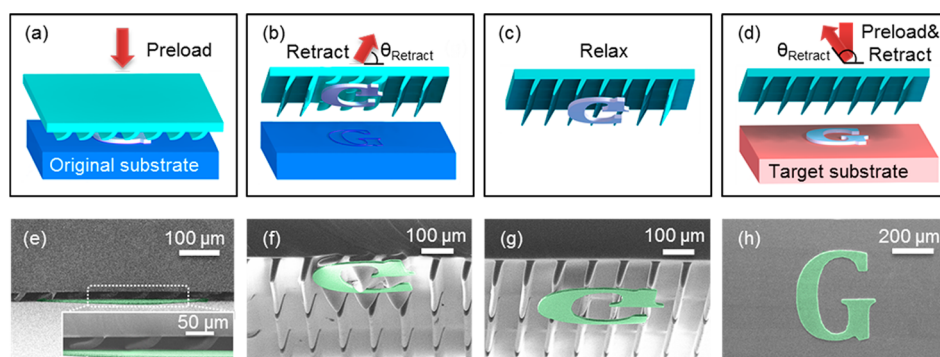 (a)
Preload
Original substrate
(b)
Retract
θRetract
G
G
(c)
Relax
G
(d)
Preload&
Retract
θRetract
G
Target substrate
(e)
100 µm
50 µm
(f)
100 µm
G
(g)
100 µm
G
(h)
200 µm
G